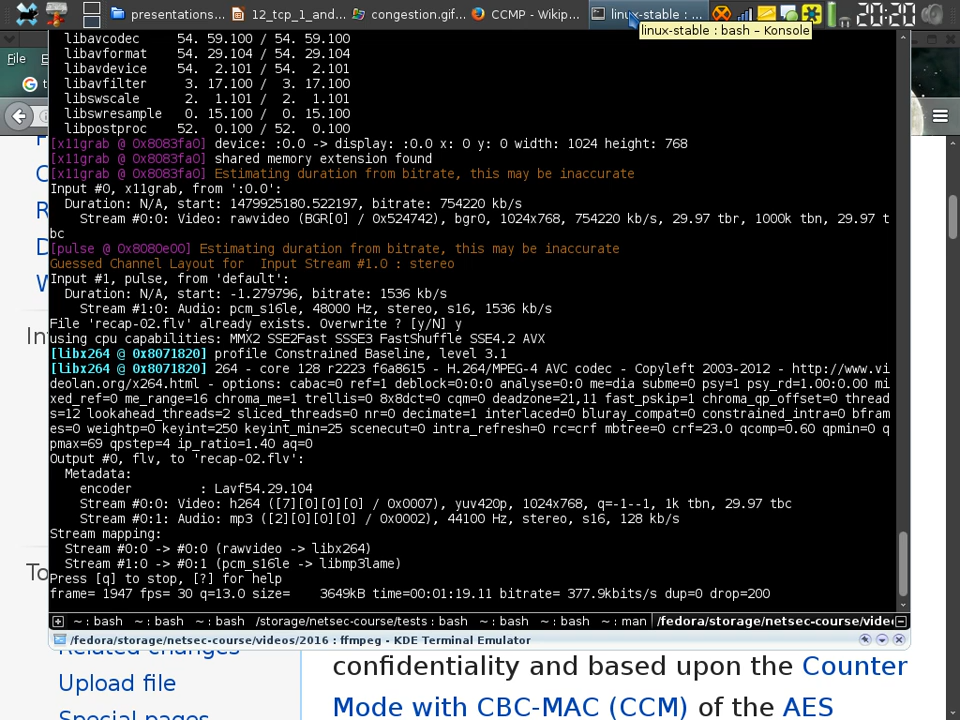 presentations...
12_tcp_1_and...
congestion.gif...
CCMP - Wikip...
linux-stable : ...
20:20
linux-stable : bash – Konsole
File
libavcodec 54. 59.100 / 54. 59.100
libavformat 54. 29.104 / 54. 29.104
libavdevice 54. 2.101 / 54. 2.101
libavfilter 3. 17.100 / 3. 17.100
libswscale 2. 1.101 / 2. 1.101
libswresample 0. 15.100 / 0. 15.100
libpostproc 52. 0.100 / 52. 0.100
[x11grab @ 0x8083fa0] device: :0.0 -> display: :0.0 x: 0 y: 0 width: 1024 height: 768
[x11grab @ 0x8083fa0] shared memory extension found
[x11grab @ 0x8083fa0] Estimating duration from bitrate, this may be inaccurate
Input #0, x11grab, from ':0.0':
Duration: N/A, start: 1479925180.522197, bitrate: 754220 kb/s
Stream #0:0: Video: rawvideo (BGR[0] / 0x524742), bgr0, 1024x768, 754220 kb/s, 29.97 tbr, 1000k tbn, 29.97 t
bc
[pulse @ 0x8080e00] Estimating duration from bitrate, this may be inaccurate
Guessed Channel Layout for Input Stream #1.0 : stereo
Input #1, pulse, from 'default':
Duration: N/A, start: -1.279796, bitrate: 1536 kb/s
Stream #1:0: Audio: pcm_s16le, 48000 Hz, stereo, s16, 1536 kb/s
File 'recap-02.flv' already exists. Overwrite ? [y/N] y
using cpu capabilities: MMX2 SSE2Fast SSSE3 FastShuffle SSE4.2 AVX
[libx264 @ 0x8071820] profile Constrained Baseline, level 3.1
[libx264 @ 0x8071820] 264 - core 128 r2223 f6a8615 - H.264/MPEG-4 AVC codec - Copyleft 2003-2012 - http://www.vi
deolan.org/x264.html - options: cabac=0 ref=1 deblock=0:0:0 analyse=0:0 me=dia subme=0 psy=1 psy_rd=1.00:0.00 mi
xed_ref=0 me_range=16 chroma_me=1 trellis=0 8x8dct=0 cqm=0 deadzone=21,11 fast_pskip=1 chroma_qp_offset=0 thread
s=12 lookahead_threads=2 sliced_threads=0 nr=0 decimate=1 interlaced=0 bluray_compat=0 constrained_intra=0 bfram
es=0 weightp=0 keyint=250 keyint_min=25 scenecut=0 intra_refresh=0 rc=crf mbtree=0 crf=23.0 qcomp=0.60 qpmin=0 q
pmax=69 qpstep=4 ip_ratio=1.40 aq=0
Output #0, flv, to 'recap-02.flv':
Metadata:
encoder : Lavf54.29.104
Stream #0:0: Video: h264 ([7][0][0][0] / 0x0007), yuv420p, 1024x768, q=-1--1, 1k tbn, 29.97 tbc
Stream #0:1: Audio: mp3 ([2][0][0][0] / 0x0002), 44100 Hz, stereo, s16, 128 kb/s
Stream mapping:
Stream #0:0 -> #0:0 (rawvideo -> libx264)
Stream #1:0 -> #0:1 (pcm_s16le -> libmp3lame)
Press [q] to stop, [?] for help
frame= 1947 fps= 30 q=13.0 size= 3649kB time=00:01:19.11 bitrate= 377.9kbits/s dup=0 drop=200
~ : bash ~ : bash ~ : bash /storage/netsec-course/tests : bash ~ : bash ~ : bash ~ : man /fedora/storage/netsec-course/vide
/fedora/storage/netsec-course/videos/2016 : ffmpeg - KDE Terminal Emulator
Related changes
Upload file
Special pages
confidentiality and based upon the Counter
Mode with CBC-MAC (CCM) of the AES